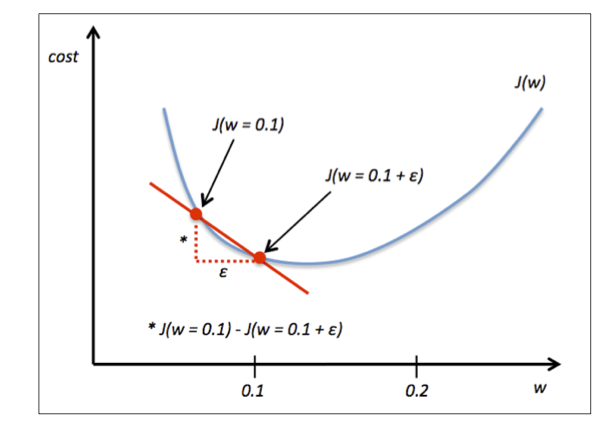 cost
J(w)
J(w = 0.1)
J(w = 0.1 + ε)
*
ε
* J(w = 0.1) - J(w = 0.1 + ε)
0.1
0.2
w